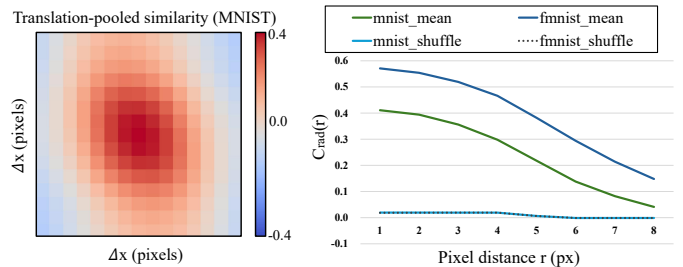 Translation-pooled similarity (MNIST)
0.4
0.0
-0.4
Δx (pixels)
Δx (pixels)
mnist_mean
fmnist_mean
mnist_shuffle
fmnist_shuffle
0.6
0.5
0.4
0.3
0.2
0.1
0.0
-0.1
Crad(r)
1 2 3 4 5 6 7 8
Pixel distance r (px)